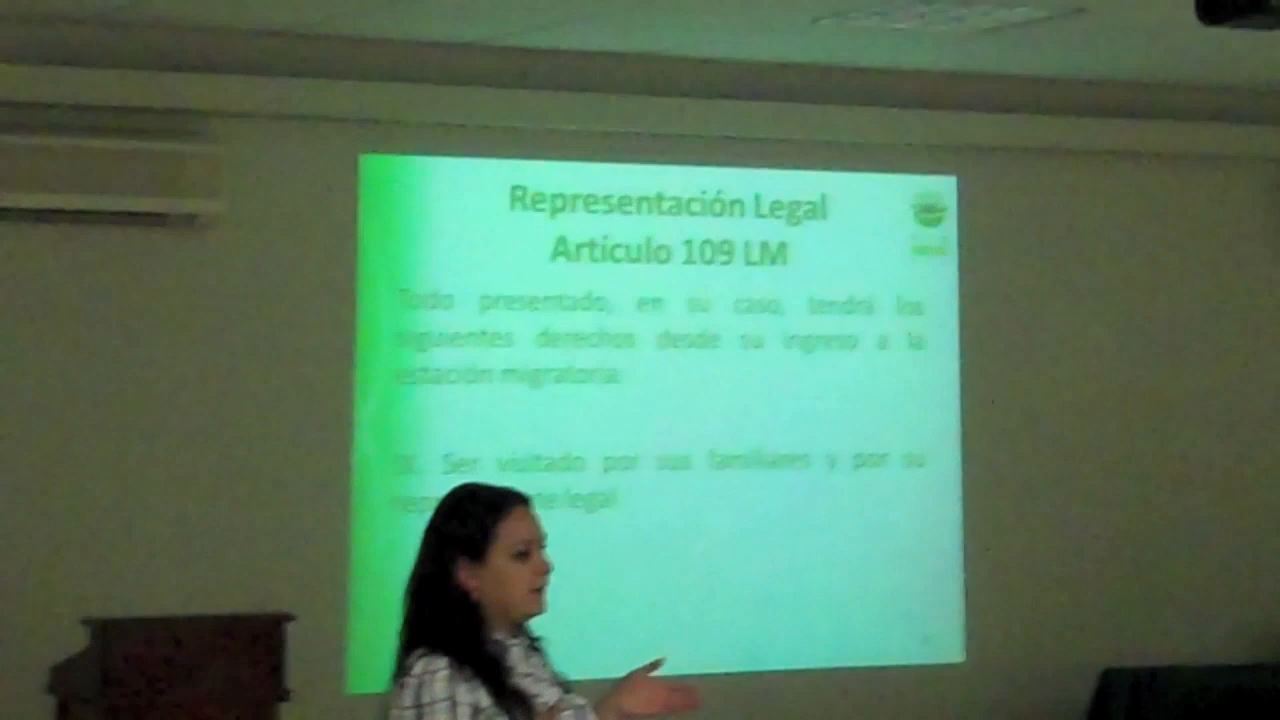 Representación Legal
Artículo 109 LM
Todo presentado, en su caso, tendrá los
siguientes derechos desde su ingreso a la
estación migratoria:
Ser visitado por sus familiares y por su
legal